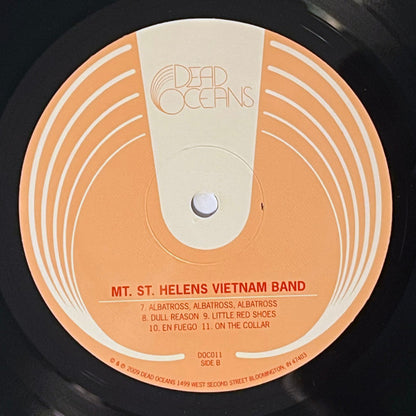 DEAD
OCEANS
MT. ST. HELENS VIETNAM BAND
7. ALBATROSS, ALBATROSS, ALBATROSS
8. DULL REASON 9. LITTLE RED SHOES
10. EN FUEGO 11. ON THE COLLAR
DOC011
SIDE B
© & ℗ 2009 DEAD OCEANS 1499 WEST SECOND STREET BLOOMINGTON, IN 47403